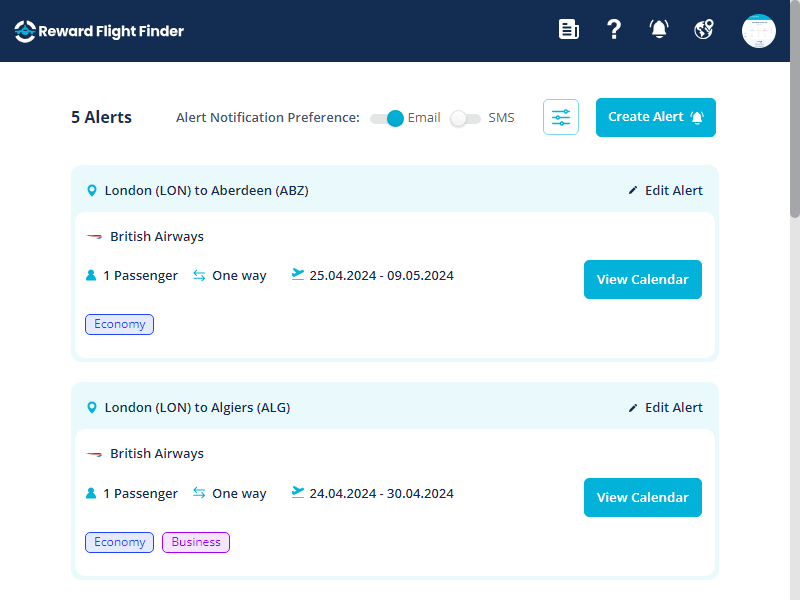 Reward Flight Finder
5 Alerts
Alert Notification Preference:
Email
SMS
Create Alert
London (LON) to Aberdeen (ABZ)
Edit Alert
British Airways
1 Passenger
One way
25.04.2024 - 09.05.2024
View Calendar
Economy
London (LON) to Algiers (ALG)
Edit Alert
British Airways
1 Passenger
One way
24.04.2024 - 30.04.2024
View Calendar
Economy
Business